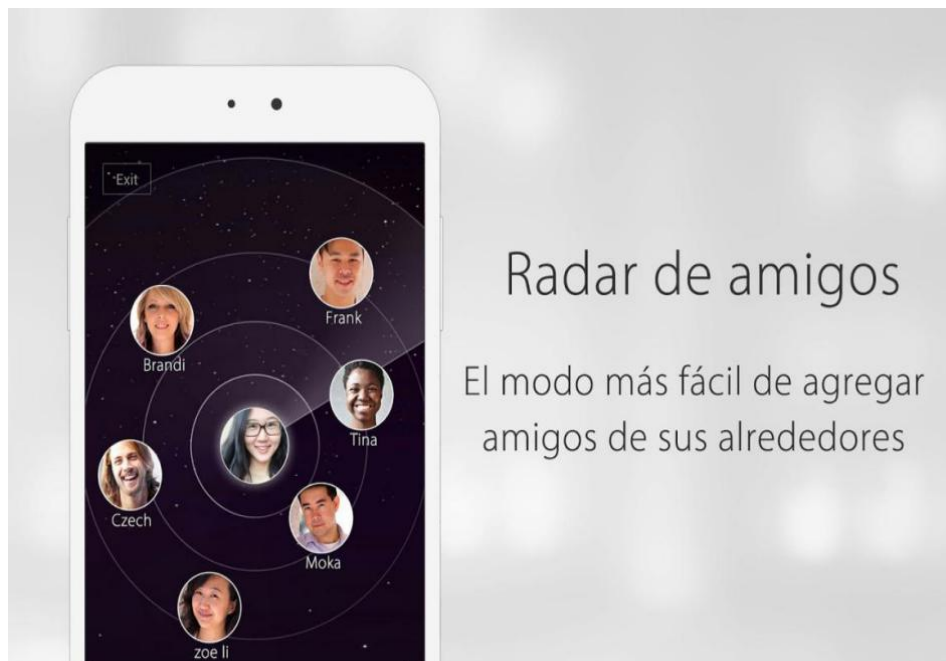 Exit
Frank
Brandi
Tina
Czech
Moka
zoe li
Radar de amigos
El modo más fácil de agregar
amigos de sus alrededores